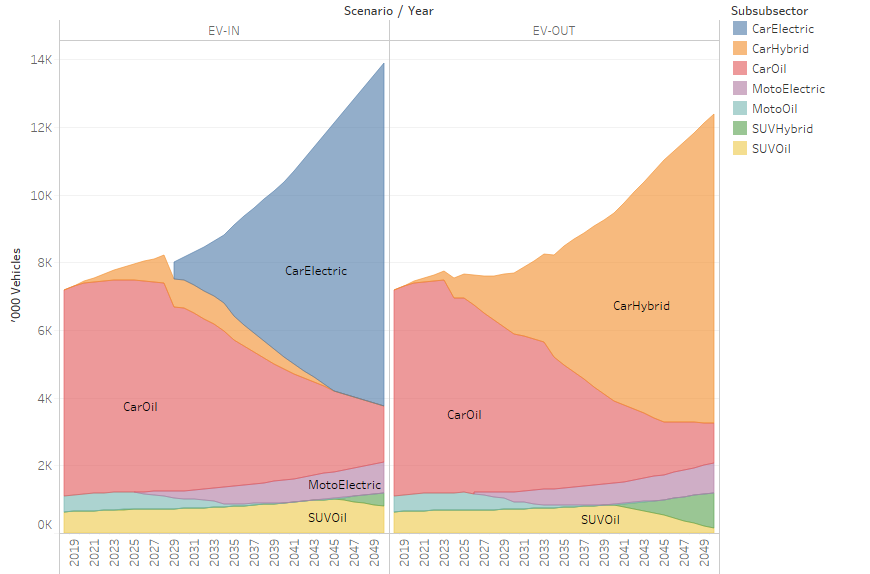 Scenario / Year
EV-IN
EV-OUT
Subsubsector
CarElectric
CarHybrid
CarOil
MotoElectric
MotoOil
SUVHybrid
SUVOil
'000 Vehicles
14K
12K
10K
8K
6K
4K
2K
0K
CarElectric
CarOil
MotoElectric
SUVOil
CarHybrid
CarOil
SUVOil
2019 2021 2023 2025 2027 2029 2031 2033 2035 2037 2039 2041 2043 2045 2047 2049
2019 2021 2023 2025 2027 2029 2031 2033 2035 2037 2039 2041 2043 2045 2047 2049